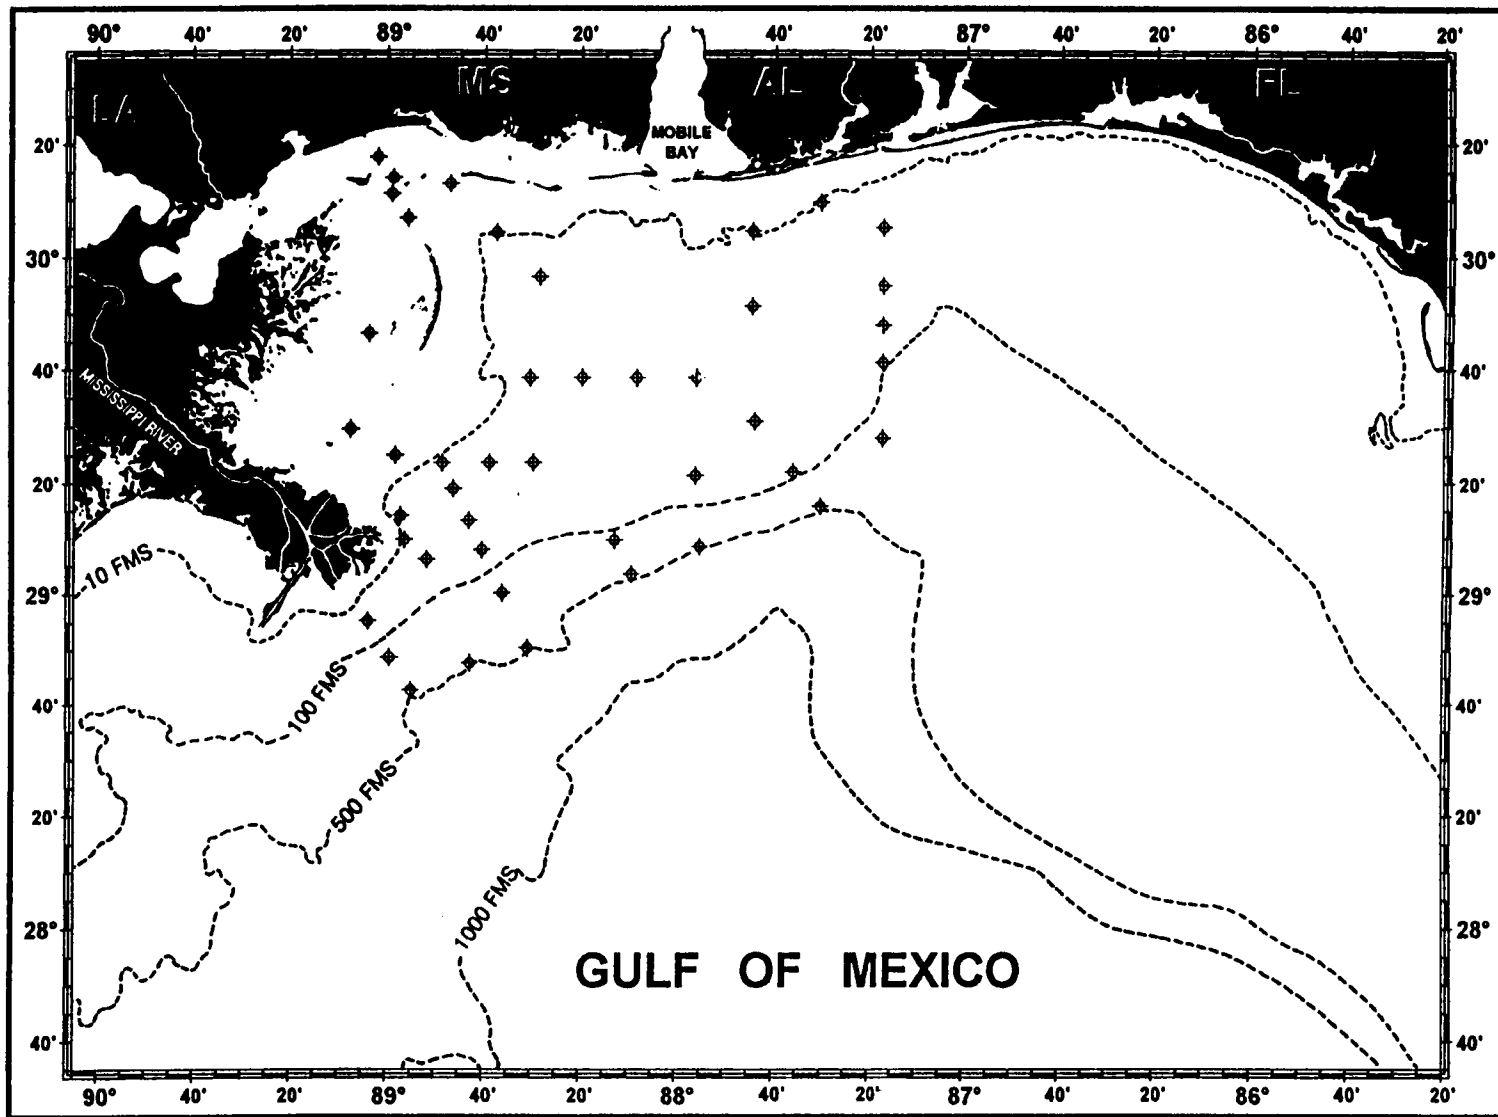 90° 40' 20' 89° 40' 20' 40' 20' 87° 40' 20' 86° 40' 20'
LA MS AL FL
MOBILE
BAY
20' 20'
30° 30°
40' 40'
MISSISSIPPI RIVER
20' 20'
10 FMS
29° 29°
100 FMS
40' 40'
500 FMS
20' 20'
1000 FMS
28° 28°
GULF OF MEXICO
40' 40'
90° 40' 20' 89° 40' 20' 88° 40' 20' 87° 40' 20' 86° 40' 20'